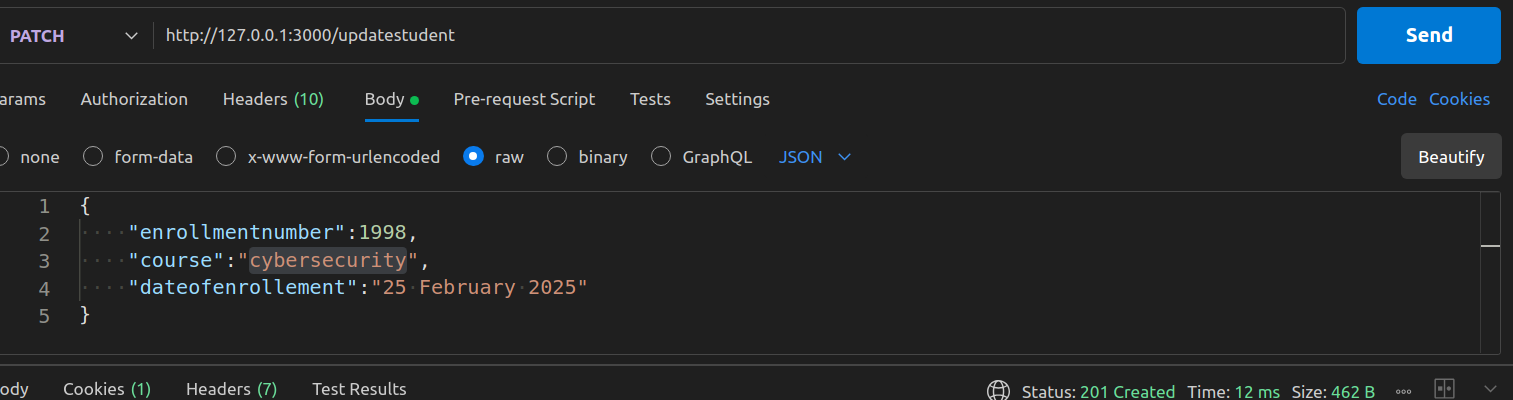 PATCH http://127.0.0.1:3000/updatestudent Send
arams Authorization Headers (10) Body Pre-request Script Tests Settings Code Cookies
none form-data x-www-form-urlencoded raw binary GraphQL JSON Beautify
1 {
2 "enrollmentnumber":1998,
3 "course":"cybersecurity",
4 "dateofenrollement":"25 February 2025"
5 }
ody Cookies (1) Headers (7) Test Results Status: 201 Created Time: 12 ms Size: 462 B